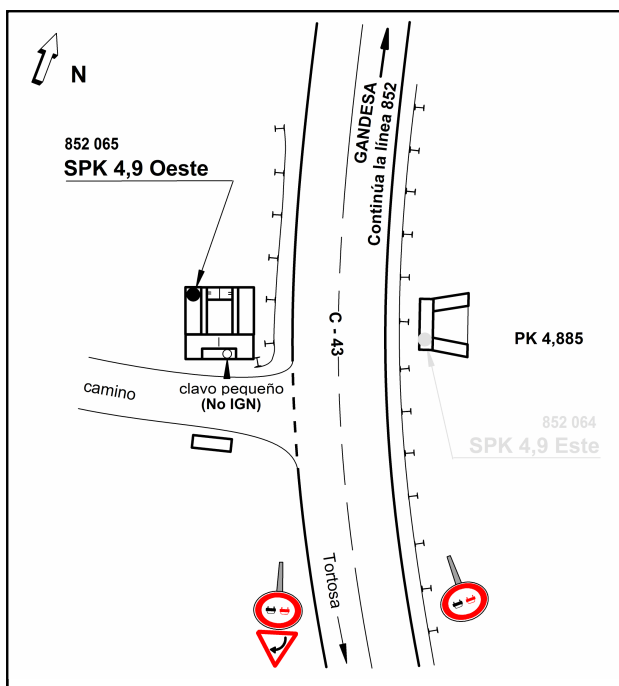 N
852 065
SPK 4,9 Oeste
GANDESA
Continúa la línea 852
C - 43
PK 4,885
clavo pequeño
(No IGN)
camino
852 064
SPK 4,9 Este
Tortosa